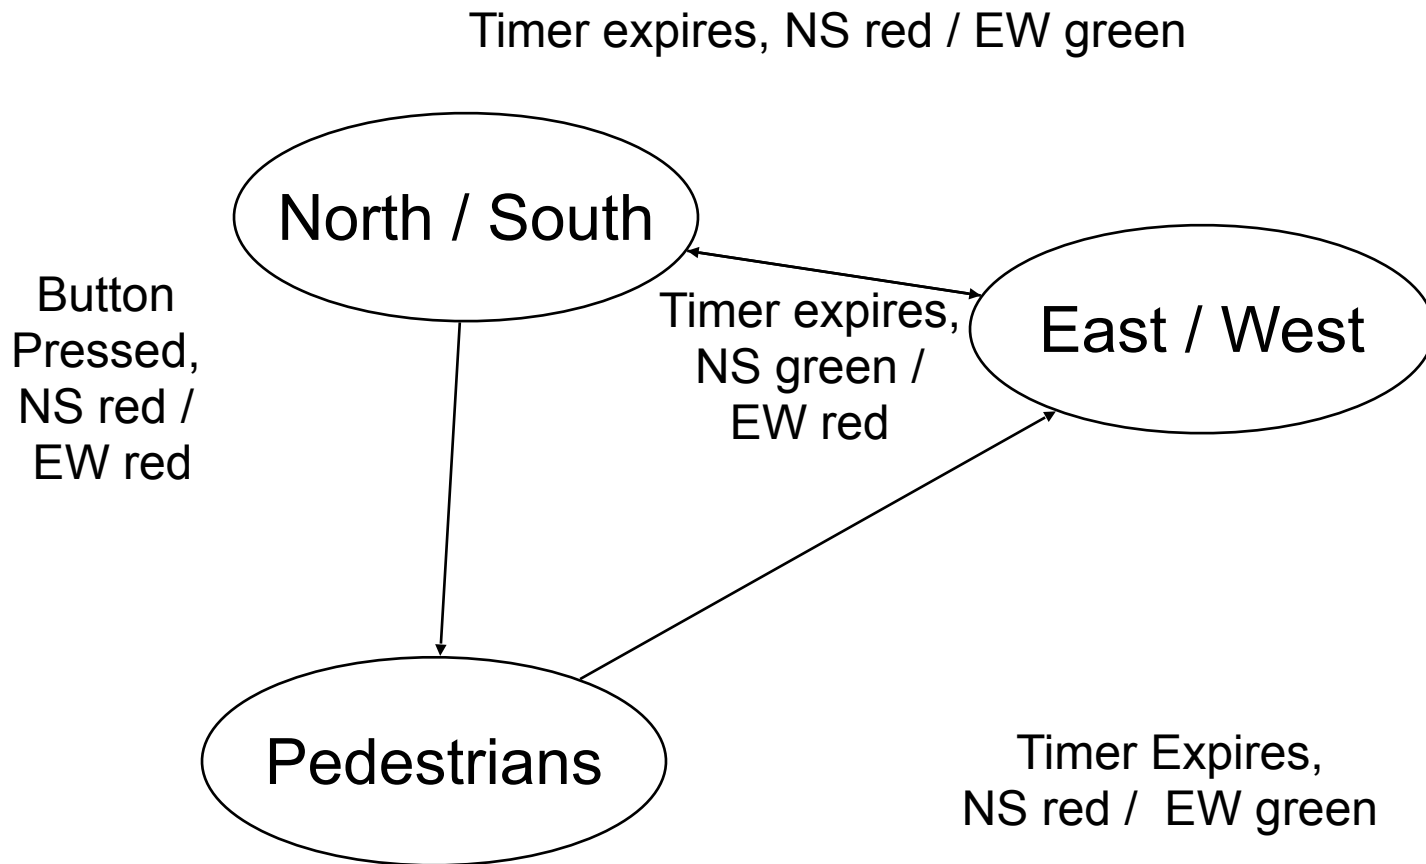 Timer expires, NS red / EW green
North / South
Button
Pressed,
NS red /
EW red
Timer expires,
NS green /
EW red
East / West
Pedestrians
Timer Expires,
NS red /  EW green